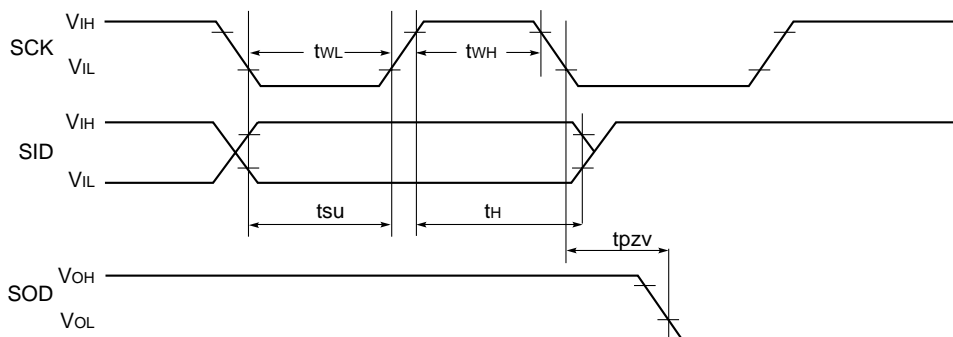 VIH
SCK
tWL
tWH
VIL
VIH
SID
VIL
tsu
tH
tpzv
VOH
SOD
VOL